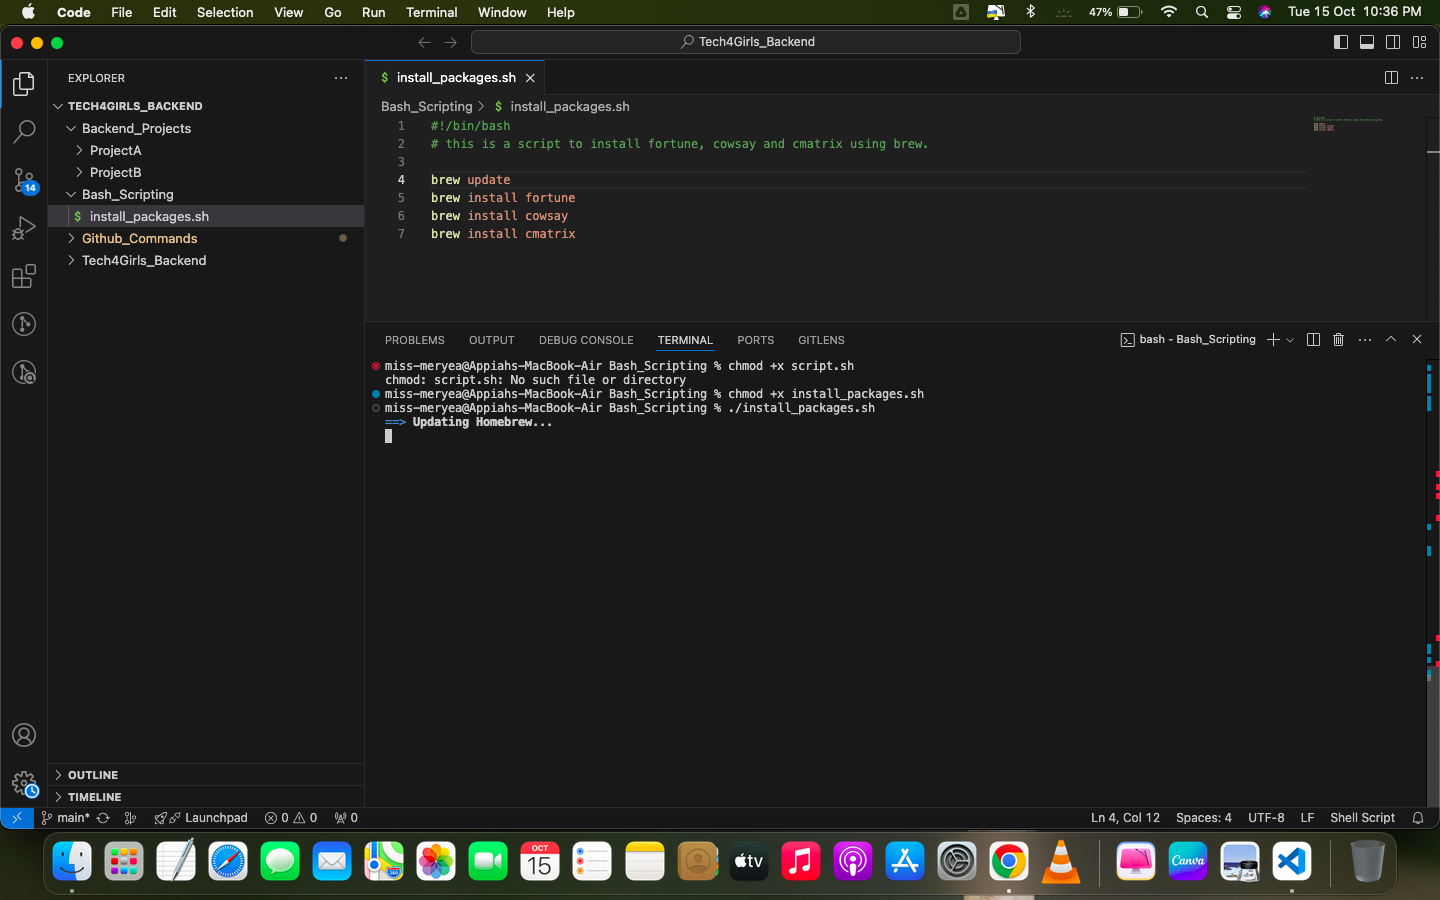 Code File Edit Selection View Go Run Terminal Window Help 47% Tue 15 Oct 10:36 PM
Tech4Girls_Backend
EXPLORER
TECH4GIRLS_BACKEND
Backend_Projects
ProjectA
ProjectB
Bash_Scripting
$ install_packages.sh
Github_Commands
Tech4Girls_Backend
14
OUTLINE
TIMELINE
$ install_packages.sh
Bash_Scripting > $ install_packages.sh
1 #!/bin/bash
2 # this is a script to install fortune, cowsay and cmatrix using brew.
3
4 brew update
5 brew install fortune
6 brew install cowsay
7 brew install cmatrix
PROBLEMS OUTPUT DEBUG CONSOLE TERMINAL PORTS GITLENS bash - Bash_Scripting
miss-meryea@Appiahs-MacBook-Air Bash_Scripting % chmod +x script.sh
chmod: script.sh: No such file or directory
miss-meryea@Appiahs-MacBook-Air Bash_Scripting % chmod +x install_packages.sh
miss-meryea@Appiahs-MacBook-Air Bash_Scripting % ./install_packages.sh
==> Updating Homebrew...
main* Launchpad 0 0 0 Ln 4, Col 12 Spaces: 4 UTF-8 LF Shell Script
OCT
15
tv
Canva